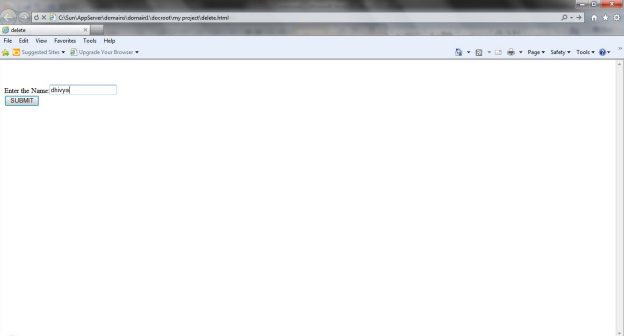 C:\Sun\AppServer\domains\domain1\docroot\my project\delete.html
delete
File Edit View Favorites Tools Help
Suggested Sites Upgrade Your Browser Page Safety Tools
Enter the Name: dhivya
SUBMIT